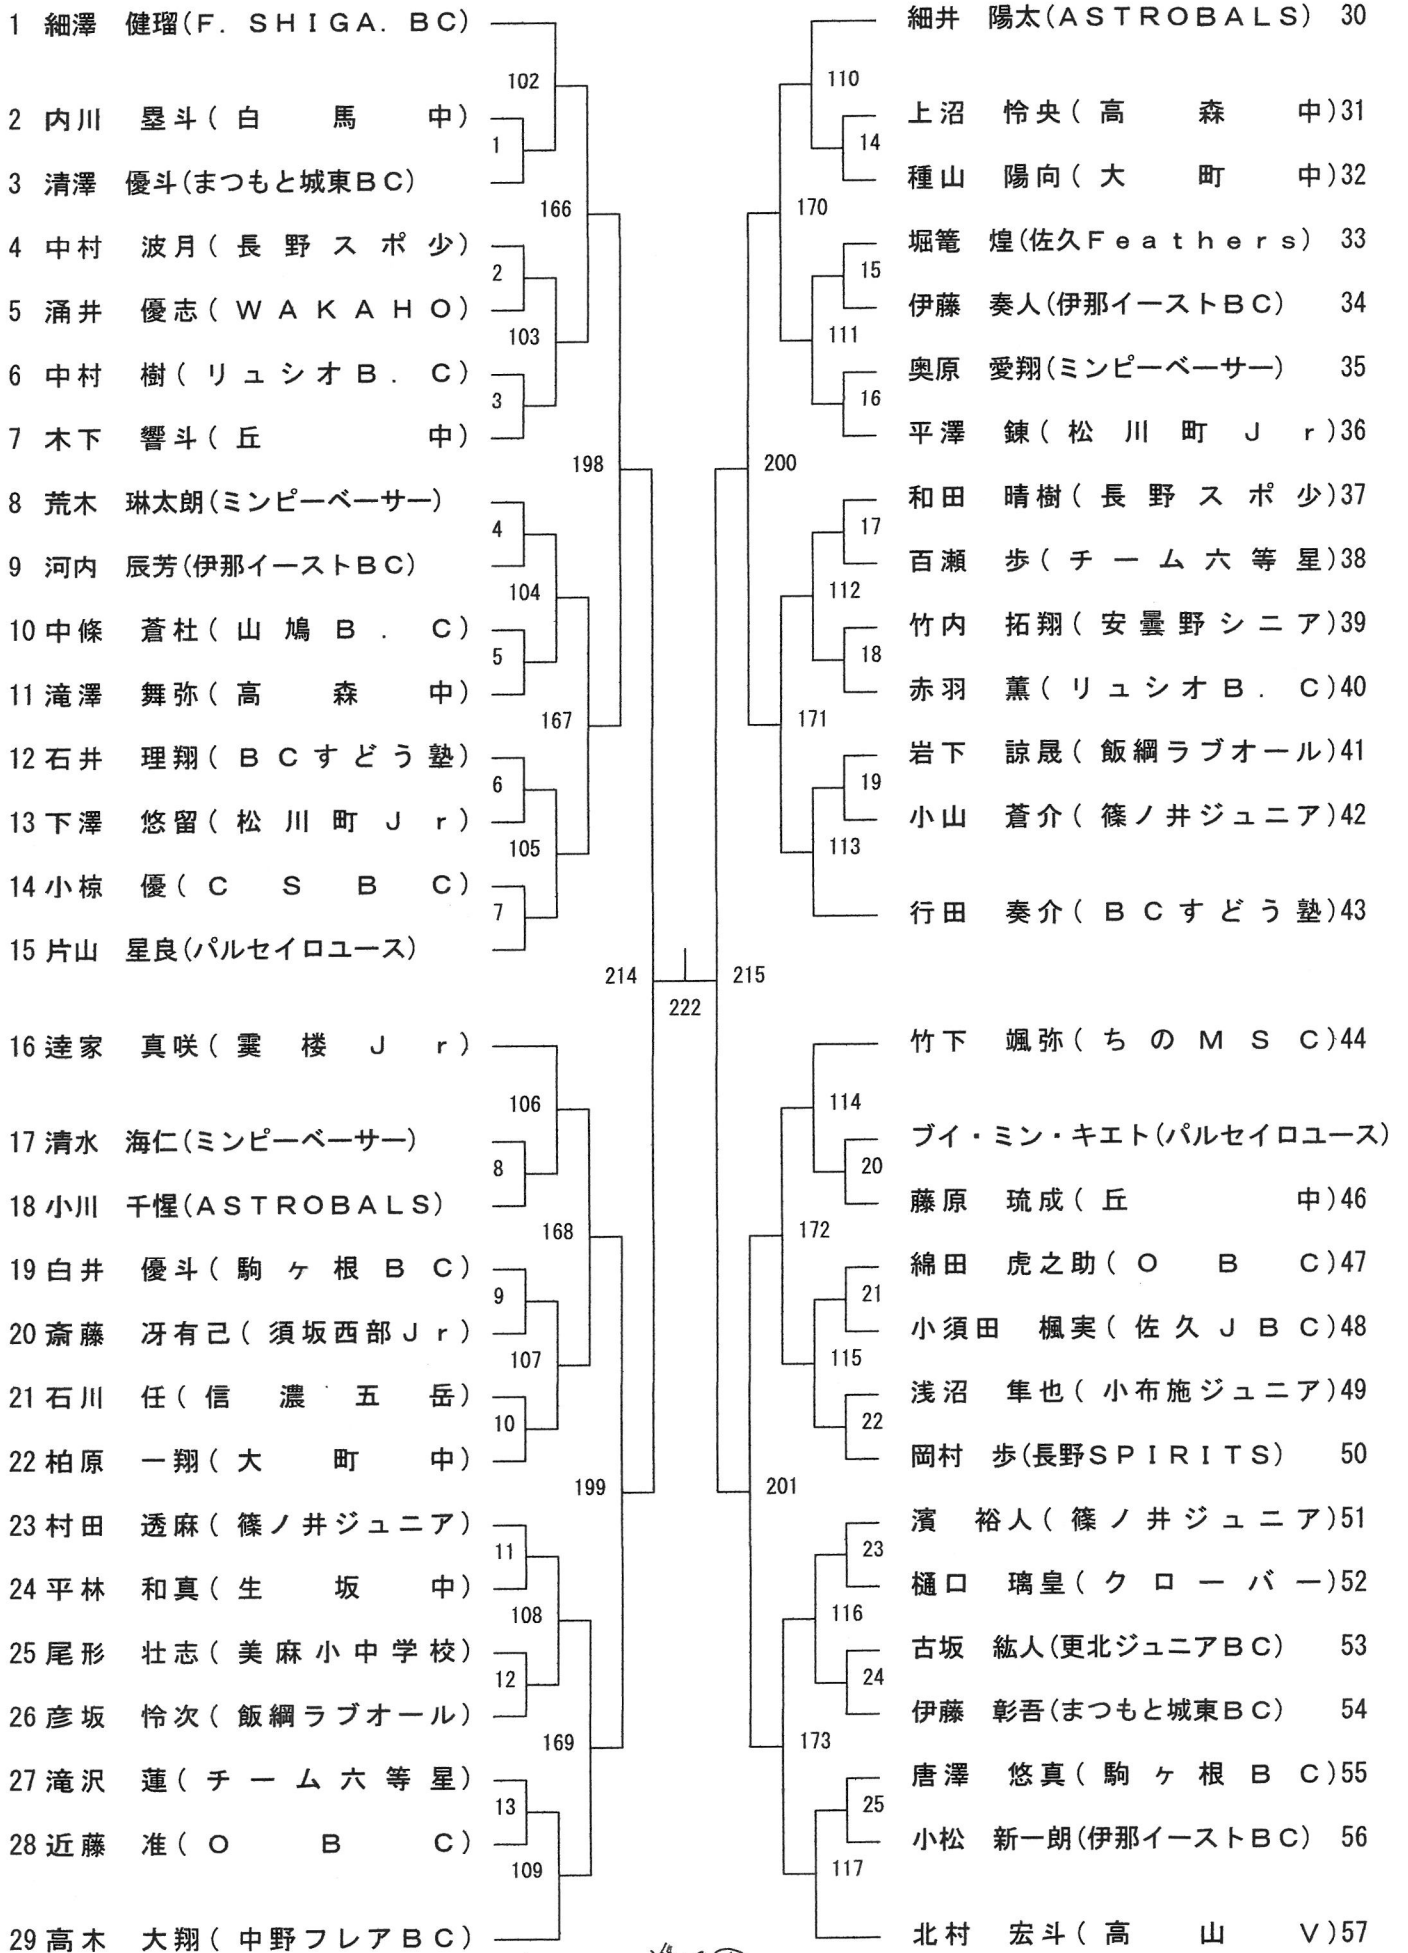 1 細澤 健瑠(F. SHIGA. BC)
2 内川 塁斗(白馬中)
3 清澤 優斗(まつもと城東BC)
4 中村 波月(長野スポ少)
5 涌井 優志(WAKAHO)
6 中村 樹(リュシオB. C)
7 木下 響斗(丘中)
8 荒木 琳太朗(ミンピーベーサー)
9 河内 辰芳(伊那イーストBC)
10 中條 蒼杜(山鳩B. C)
11 滝澤 舞弥(高森中)
12 石井 理翔(BCすどう塾)
13 下澤 悠留(松川町Jr)
14 小椋 優(CSBC)
15 片山 星良(パルセイロユース)
16 逹家 真咲(楼Jr)
17 清水 海仁(ミンピーベーサー)
18 小川 千惺(ASTROBALS)
19 白井 優斗(駒ヶ根BC)
20 斎藤 冴有己(須坂西部Jr)
21 石川 任(信濃五岳)
22 柏原 一翔(大町中)
23 村田 透麻(篠ノ井ジュニア)
24 平林 和真(生坂中)
25 尾形 壮志(美麻小中学校)
26 彦坂 怜次(飯綱ラブオール)
27 滝沢 蓮(チーム六等星)
28 近藤 准(OBC)
29 高木 大翔(中野フレアBC)
102
1
166
2
103
3
198
4
104
5
167
6
105
7
214
106
8
168
9
107
10
199
11
108
12
169
13
109
222
細井 陽太(ASTROBALS) 30
上沼 怜央(高森中)31
種山 陽向(大町中)32
堀篭 煌(佐久Feathers) 33
伊藤 奏人(伊那イーストBC) 34
奥原 愛翔(ミンピーベーサー) 35
平澤 錬(松川町Jr)36
和田 晴樹(長野スポ少)37
百瀬 歩(チーム六等星)38
竹内 拓翔(安曇野シニア)39
赤羽 薫(リュシオB. C)40
岩下 諒晟(飯綱ラブオール)41
小山 蒼介(篠ノ井ジュニア)42
行田 奏介(BCすどう塾)43
竹下 颯弥(ちのMSC)44
ブイ・ミン・キエト(パルセイロユース)
藤原 琉成(丘中)46
綿田 虎之助(OBC)47
小須田 楓実(佐久JBC)48
浅沼 隼也(小布施ジュニア)49
岡村 歩(長野SPIRITS) 50
濱 裕人(篠ノ井ジュニア)51
樋口 璃皇(クローバー)52
古坂 紘人(更北ジュニアBC) 53
伊藤 彰吾(まつもと城東BC) 54
唐澤 悠真(駒ヶ根BC)55
小松 新一朗(伊那イーストBC) 56
北村 宏斗(高山V)57
110
14
170
15
111
16
200
17
112
18
171
19
113
215
114
20
172
21
115
22
201
23
116
24
173
25
117